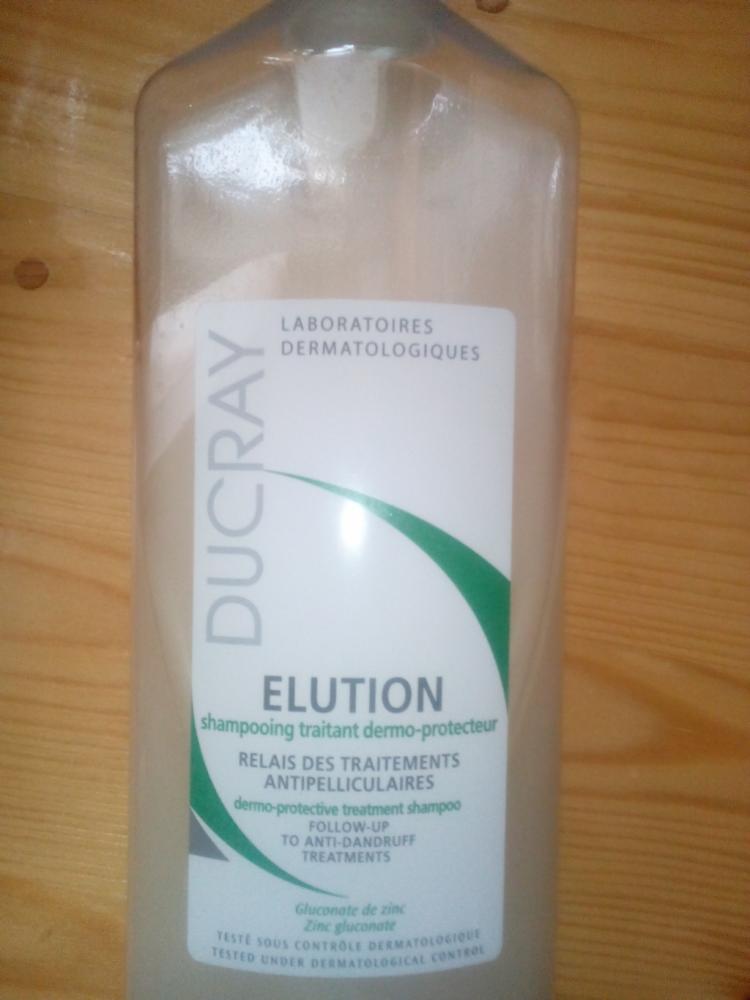 LABORATOIRES
DERMATOLOGIQUES
DUCRAY
ELUTION
shampooing traitant dermo-protecteur
RELAIS DES TRAITEMENTS
ANTIPELLICULAIRES
dermo-protective treatment shampoo
FOLLOW-UP
TO ANTI-DANDRUFF
TREATMENTS
Gluconate de zinc
Zinc gluconate
TESTÉ SOUS CONTRÔLE DERMATOLOGIQUE
TESTED UNDER DERMATOLOGICAL CONTROL